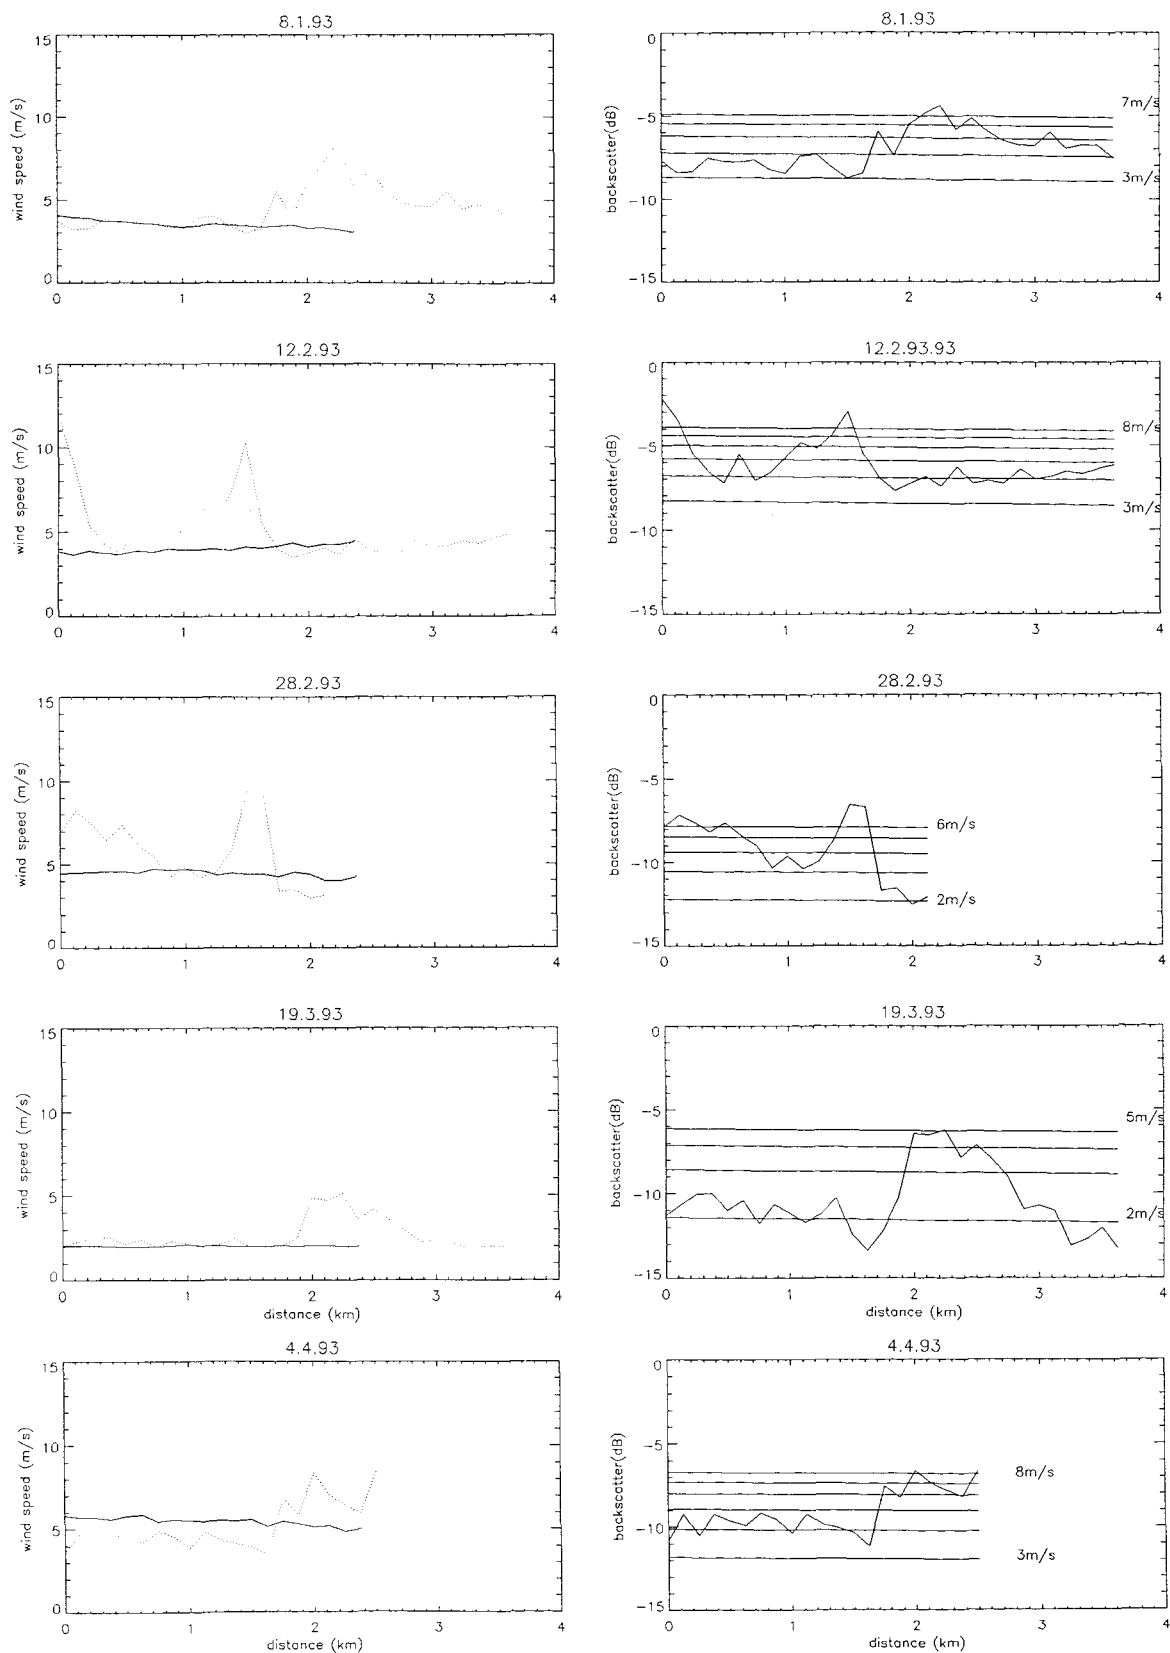 8.1.93
15
10
5
0
wind speed (m/s)
0 1 2 3 4
8.1.93
0
-5
-10
-15
backscatter(dB)
7m/s
3m/s
0 1 2 3 4
12.2.93
15
10
5
0
wind speed (m/s)
0 1 2 3 4
12.2.93.93
0
-5
-10
-15
backscatter(dB)
8m/s
3m/s
0 1 2 3 4
28.2.93
15
10
5
0
wind speed (m/s)
0 1 2 3 4
28.2.93
0
-5
-10
-15
backscatter(dB)
6m/s
2m/s
0 1 2 3 4
19.3.93
15
10
5
0
wind speed (m/s)
0 1 2 3 4
distance (km)
19.3.93
0
-5
-10
-15
backscatter(dB)
5m/s
2m/s
0 1 2 3 4
distance (km)
4.4.93
15
10
5
0
wind speed (m/s)
0 1 2 3 4
distance (km)
4.4.93
0
-5
-10
-15
backscatter(dB)
8m/s
3m/s
0 1 2 3 4
distance (km)